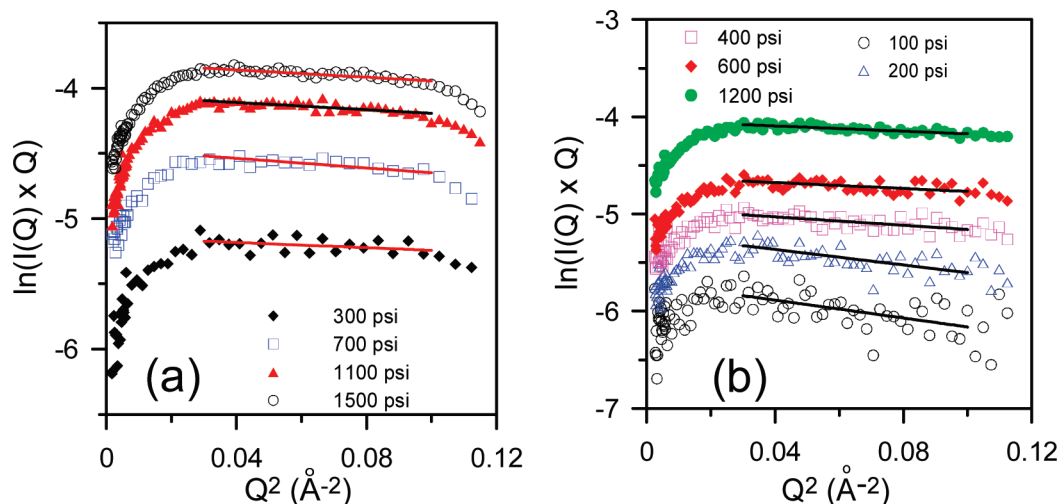 -4
-5
-6
ln(I(Q) x Q)
(a)
300 psi
700 psi
1100 psi
1500 psi
0
0.04
0.08
0.12
Q² (Å⁻²)
-3
-4
-5
-6
-7
ln(I(Q) x Q)
400 psi
600 psi
1200 psi
100 psi
200 psi
(b)
0
0.04
0.08
0.12
Q² (Å⁻²)